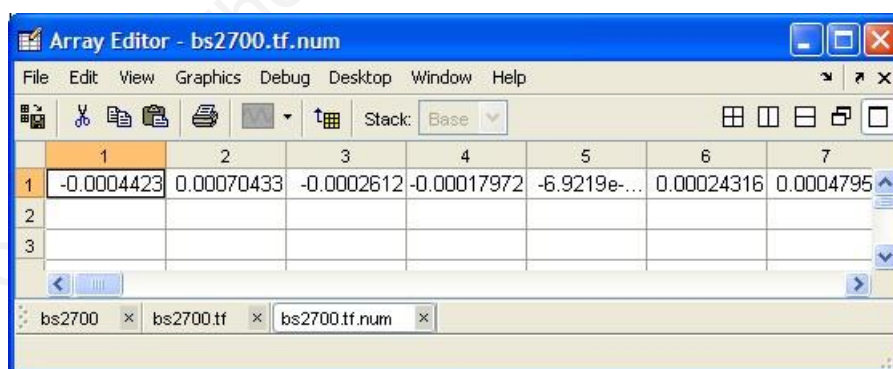 Array Editor - bs2700.tf.num
File Edit View Graphics Debug Desktop Window Help
Stack: Base
1 2 3 4 5 6 7
1 -0.0004423 0.00070433 -0.0002612 -0.00017972 -6.9219e-... 0.00024316 0.0004795
2
3
bs2700 × bs2700.tf × bs2700.tf.num ×